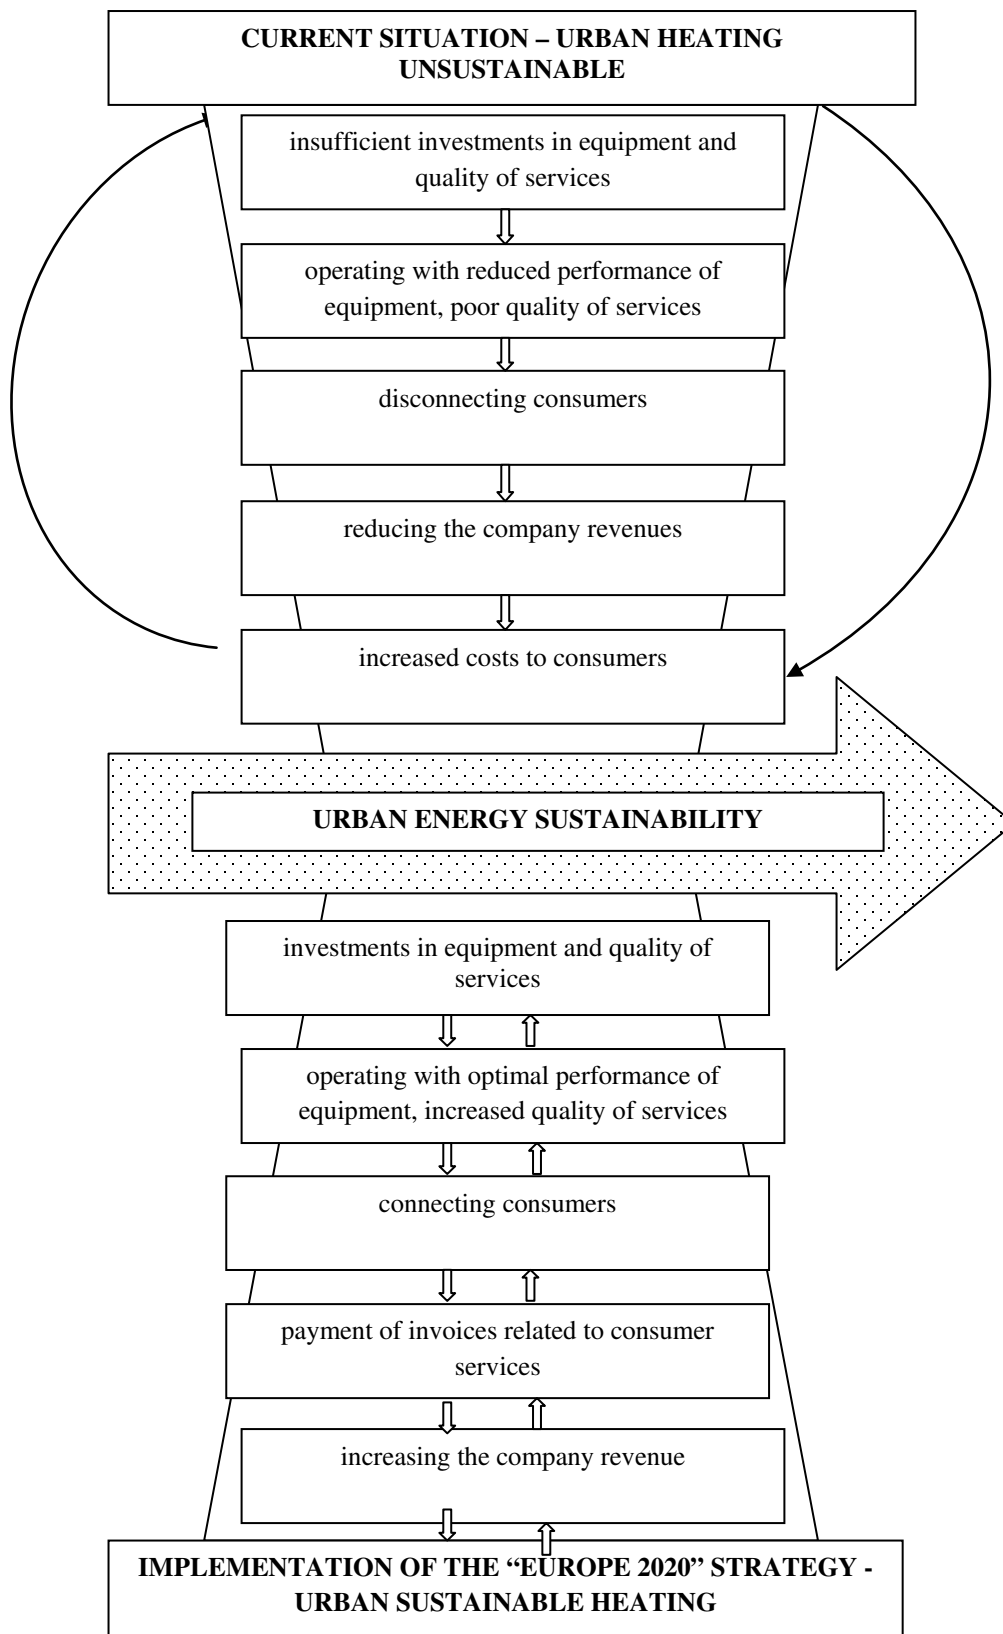 CURRENT SITUATION – URBAN HEATING
UNSUSTAINABLE
insufficient investments in equipment and
quality of services
operating with reduced performance of
equipment, poor quality of services
disconnecting consumers
reducing the company revenues
increased costs to consumers
URBAN ENERGY SUSTAINABILITY
investments in equipment and quality of
services
operating with optimal performance of
equipment, increased quality of services
connecting consumers
payment of invoices related to consumer
services
increasing the company revenue
IMPLEMENTATION OF THE “EUROPE 2020” STRATEGY -
URBAN SUSTAINABLE HEATING